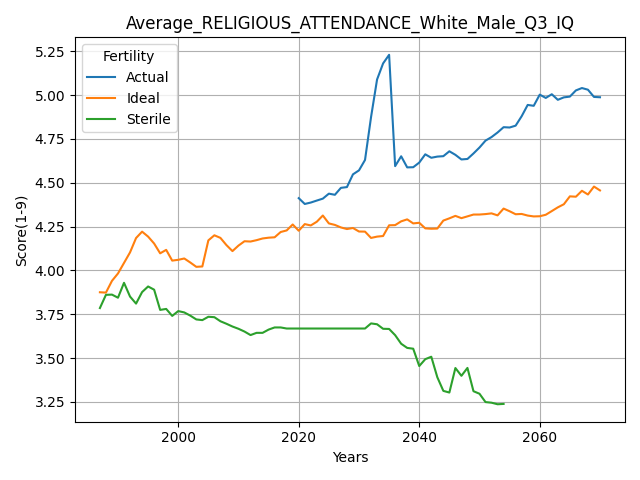 Average_RELIGIOUS_ATTENDANCE_White_Male_Q3_IQ
Fertility
Actual
Ideal
Sterile
Score(1-9)
5.25
5.00
4.75
4.50
4.25
4.00
3.75
3.50
3.25
2000
2020
2040
2060
Years